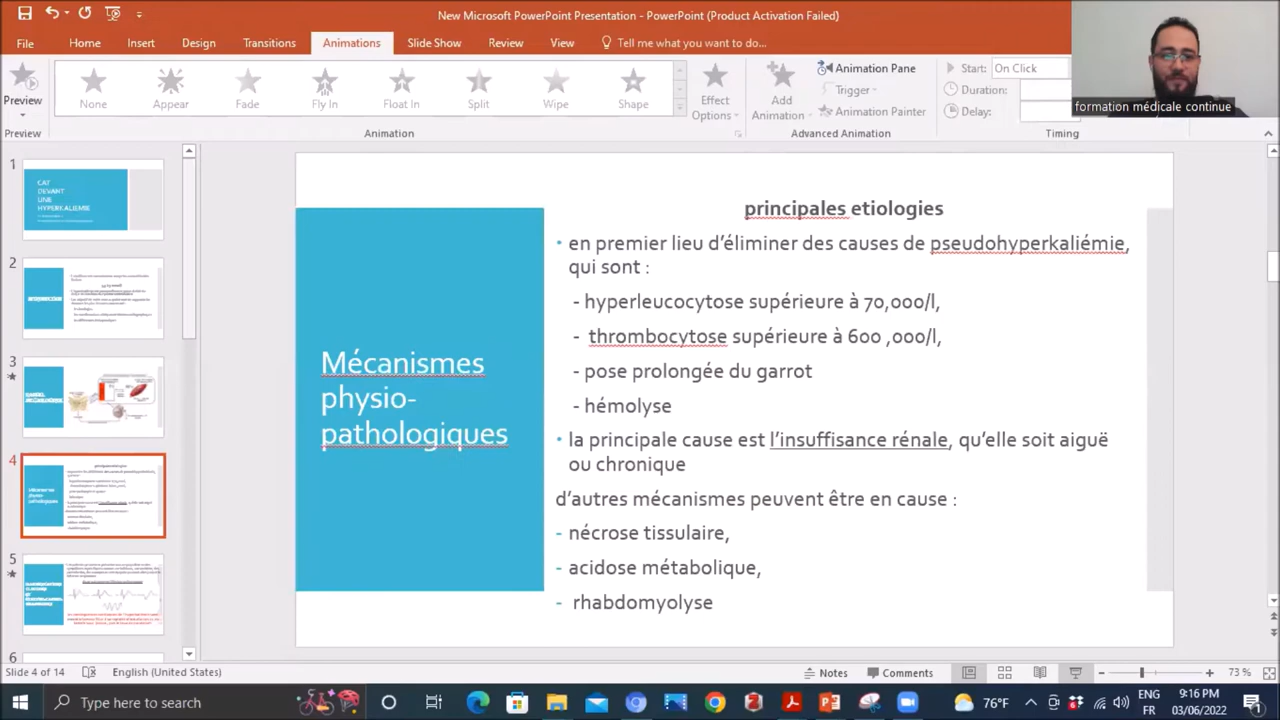 New Microsoft PowerPoint Presentation - PowerPoint (Product Activation Failed)
File Home Insert Design Transitions Animations Slide Show Review View Tell me what you want to do...
Preview
None Appear Fade Fly In Float In Split Wipe Shape
Effect Options
Add Animation
Animation Pane
Trigger
Animation Painter
Start: On Click
Duration:
Delay:
Preview Animation Advanced Animation Timing
formation médicale continue
1
CAT
DEVANT
UNE
HYPERKALIEMIE
2
3
4
5
6
Mécanismes
physio-
pathologiques
principales etiologies
• en premier lieu d’éliminer des causes de pseudohyperkaliémie,
qui sont :
- hyperleucocytose supérieure à 70,000/l,
- thrombocytose supérieure à 600 ,000/l,
- pose prolongée du garrot
- hémolyse
• la principale cause est l’insuffisance rénale, qu’elle soit aiguë
ou chronique
d’autres mécanismes peuvent être en cause :
- nécrose tissulaire,
- acidose métabolique,
- rhabdomyolyse
Slide 4 of 14 English (United States) Notes Comments 73 %
Type here to search
76°F
ENG
FR
9:16 PM
03/06/2022